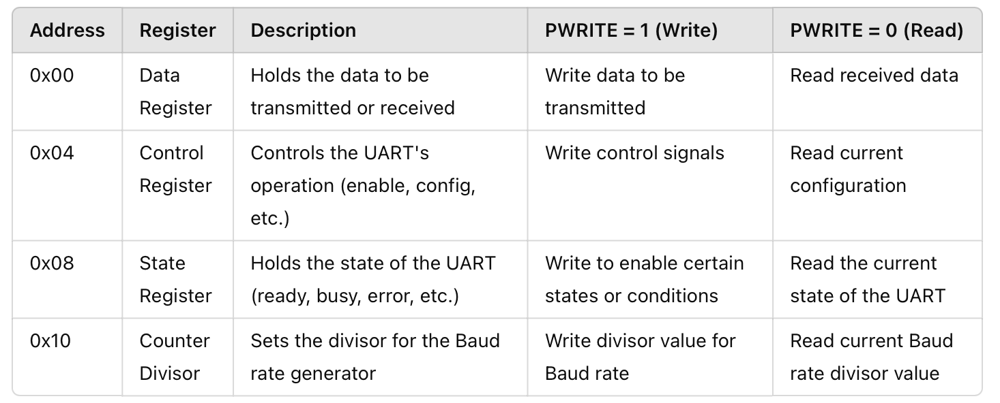 Address Register Description PWRITE = 1 (Write) PWRITE = 0 (Read)
0x00 Data Holds the data to be Write data to be Read received data
Register transmitted or received transmitted
0x04 Control Controls the UART's Write control signals Read current
Register operation (enable, config, configuration
etc.)
0x08 State Holds the state of the UART Write to enable certain Read the current
Register (ready, busy, error, etc.) states or conditions state of the UART
0x10 Counter Sets the divisor for the Baud Write divisor value for Read current Baud
Divisor rate generator Baud rate rate divisor value